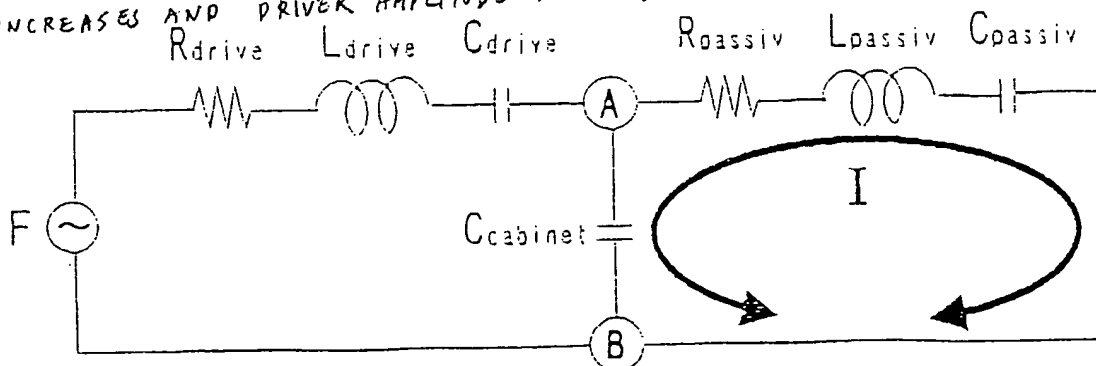 INCREASES AND DRIVER
Rdrive Ldrive Cdrive Rpassiv Lpassiv Cpassiv
A
I
F ~ Ccabinet
B